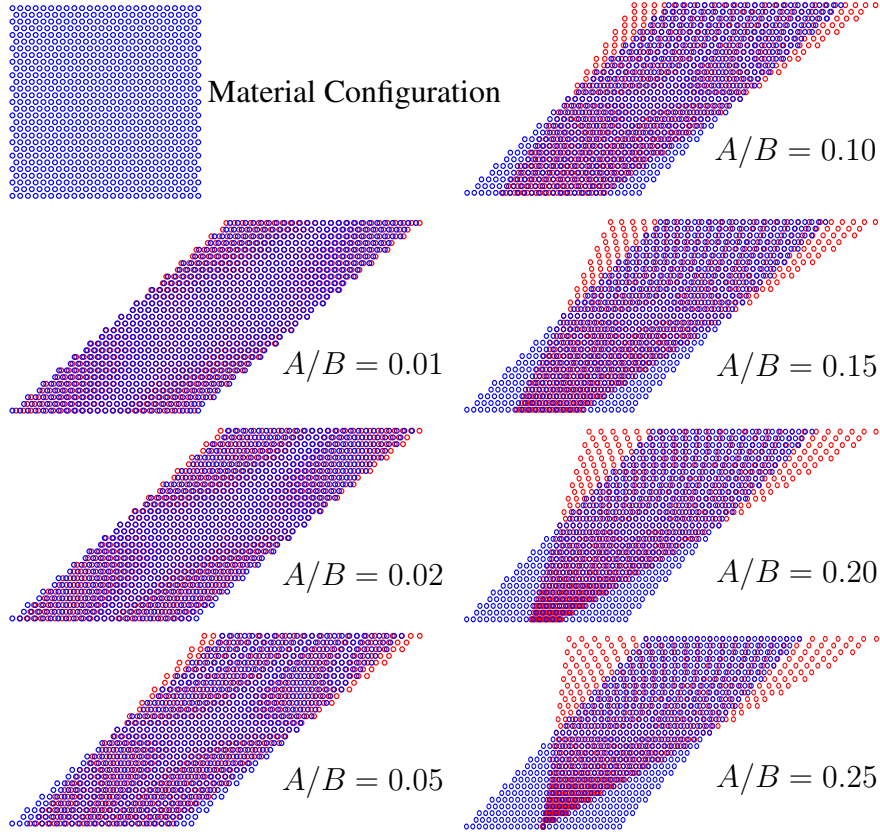 Material Configuration
A/B = 0.01
A/B = 0.02
A/B = 0.05
A/B = 0.10
A/B = 0.15
A/B = 0.20
A/B = 0.25